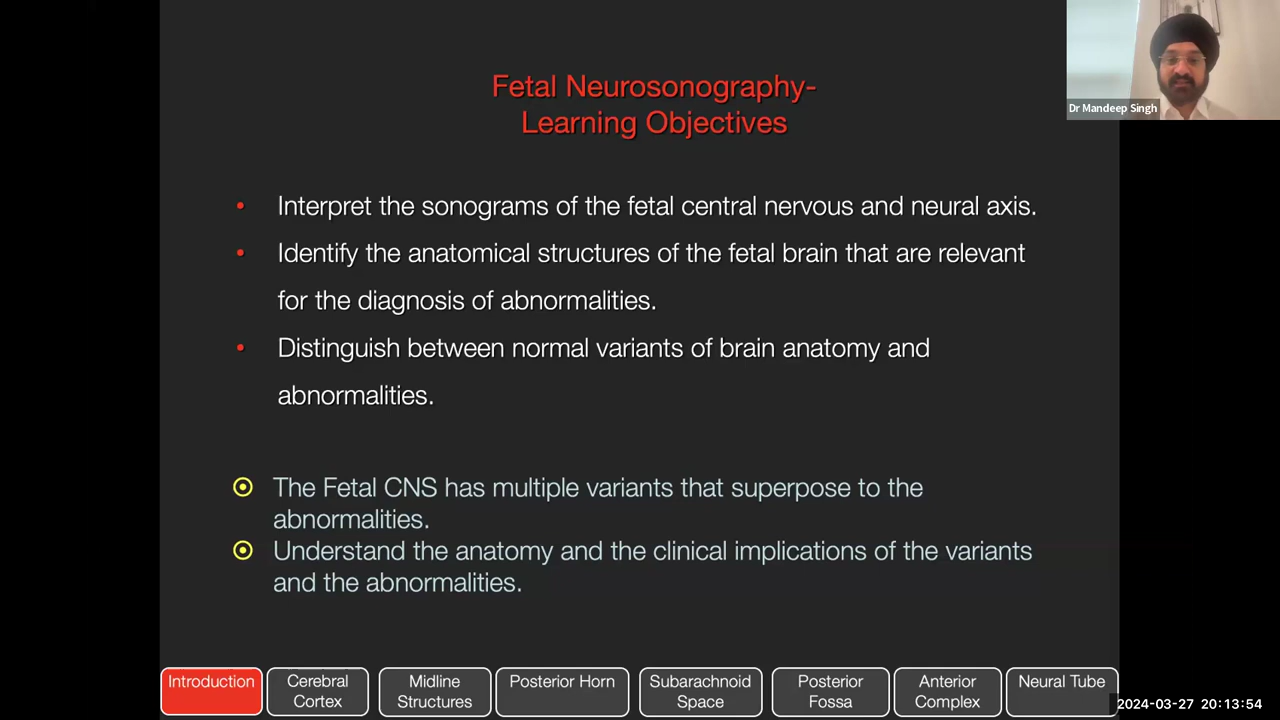 Fetal Neurosonography-
Learning Objectives
Dr Mandeep Singh
• Interpret the sonograms of the fetal central nervous and neural axis.
• Identify the anatomical structures of the fetal brain that are relevant
for the diagnosis of abnormalities.
• Distinguish between normal variants of brain anatomy and
abnormalities.
The Fetal CNS has multiple variants that superpose to the
abnormalities.
Understand the anatomy and the clinical implications of the variants
and the abnormalities.
Introduction
Cerebral
Cortex
Midline
Structures
Posterior Horn
Subarachnoid
Space
Posterior
Fossa
Anterior
Complex
Neural Tube
2024-03-27 20:13:54